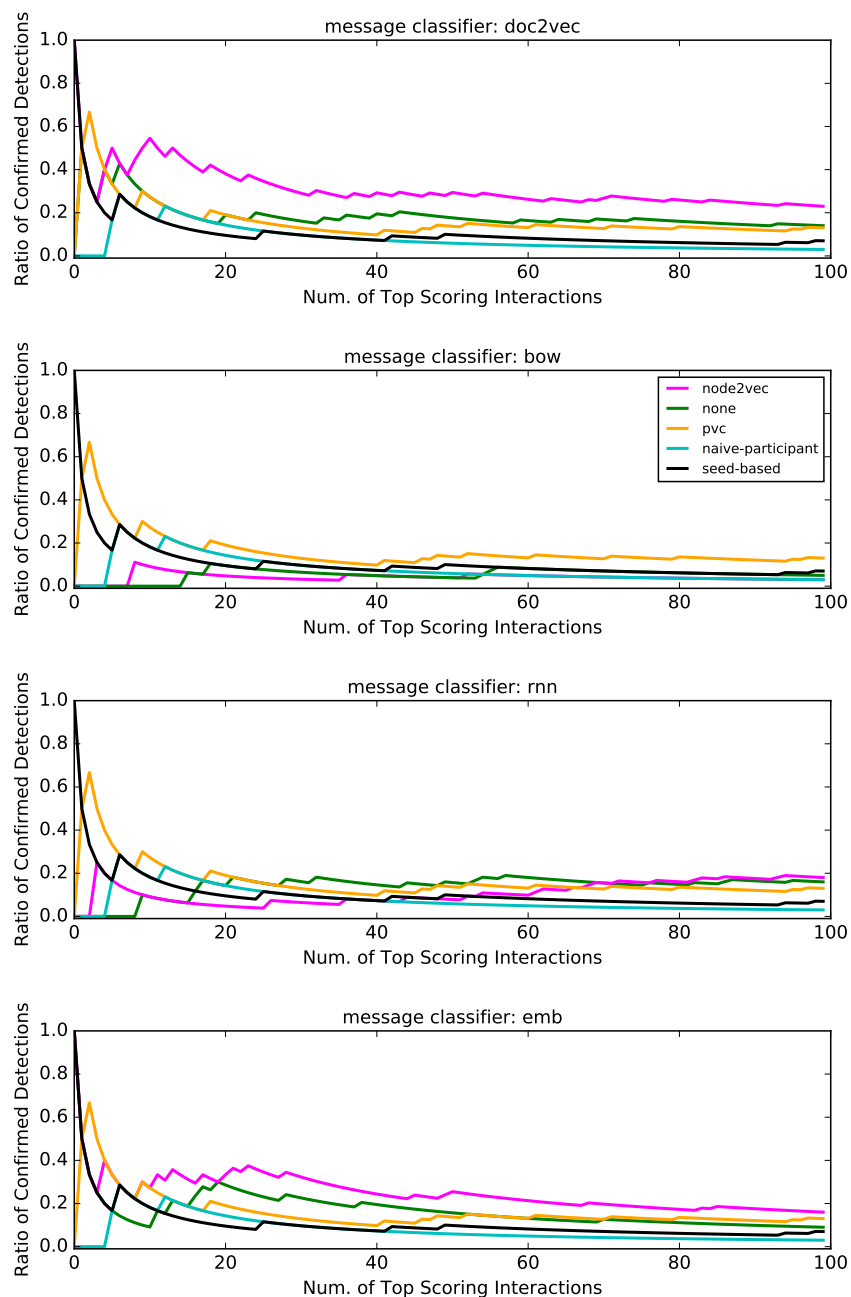 message classifier: doc2vec
Ratio of Confirmed Detections
1.0
0.8
0.6
0.4
0.2
0.0
0 20 40 60 80 100
Num. of Top Scoring Interactions
message classifier: bow
Ratio of Confirmed Detections
1.0
0.8
0.6
0.4
0.2
0.0
node2vec
none
pvc
naive-participant
seed-based
0 20 40 60 80 100
Num. of Top Scoring Interactions
message classifier: rnn
Ratio of Confirmed Detections
1.0
0.8
0.6
0.4
0.2
0.0
0 20 40 60 80 100
Num. of Top Scoring Interactions
message classifier: emb
Ratio of Confirmed Detections
1.0
0.8
0.6
0.4
0.2
0.0
0 20 40 60 80 100
Num. of Top Scoring Interactions